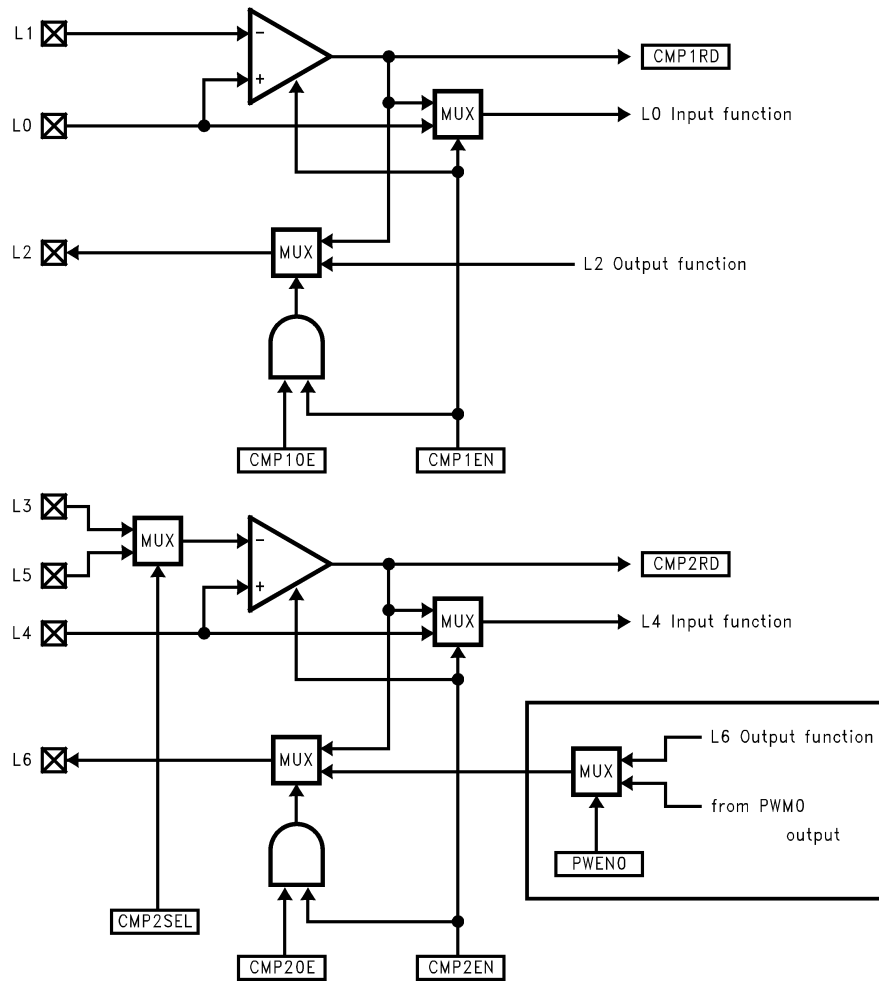 L1
−
CMP1RD
+
MUX
L0 Input function
L0
L2
MUX
L2 Output function
CMP1OE
CMP1EN
L3
MUX
−
CMP2RD
L5
+
MUX
L4 Input function
L4
L6 Output function
L6
MUX
MUX
from PWM0
output
PWEN0
CMP2SEL
CMP2OE
CMP2EN